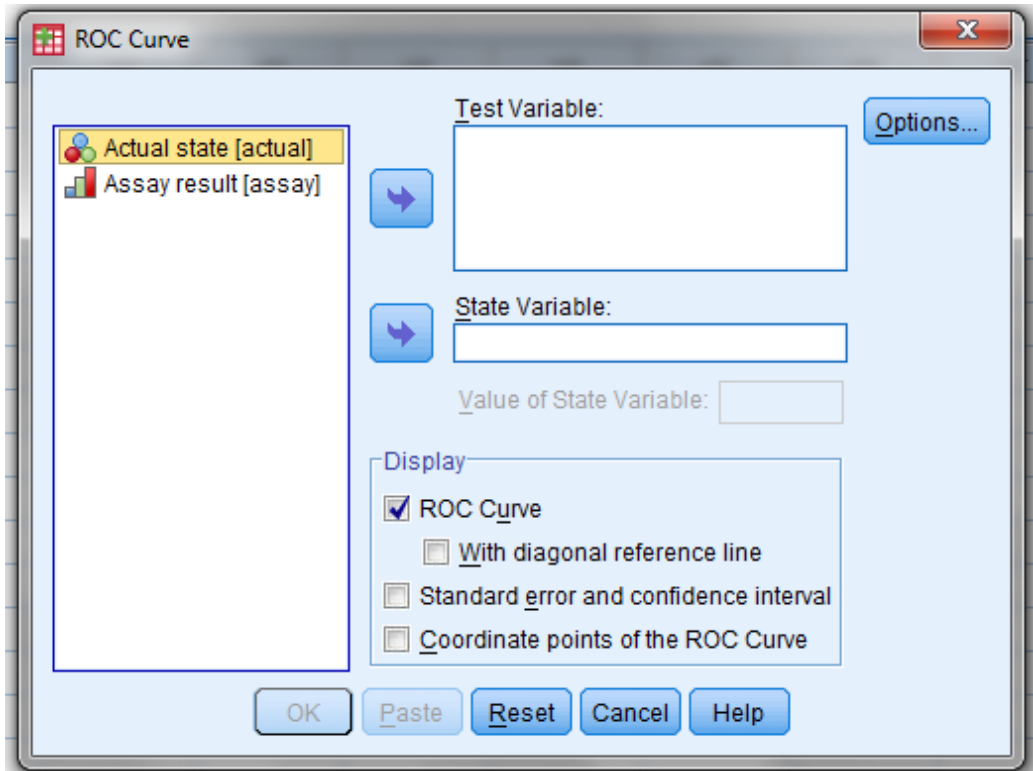 ROC Curve
Actual state [actual]
Assay result [assay]
Test Variable:
Options...
State Variable:
Value of State Variable:
Display
ROC Curve
With diagonal reference line
Standard error and confidence interval
Coordinate points of the ROC Curve
OK Paste Reset Cancel Help